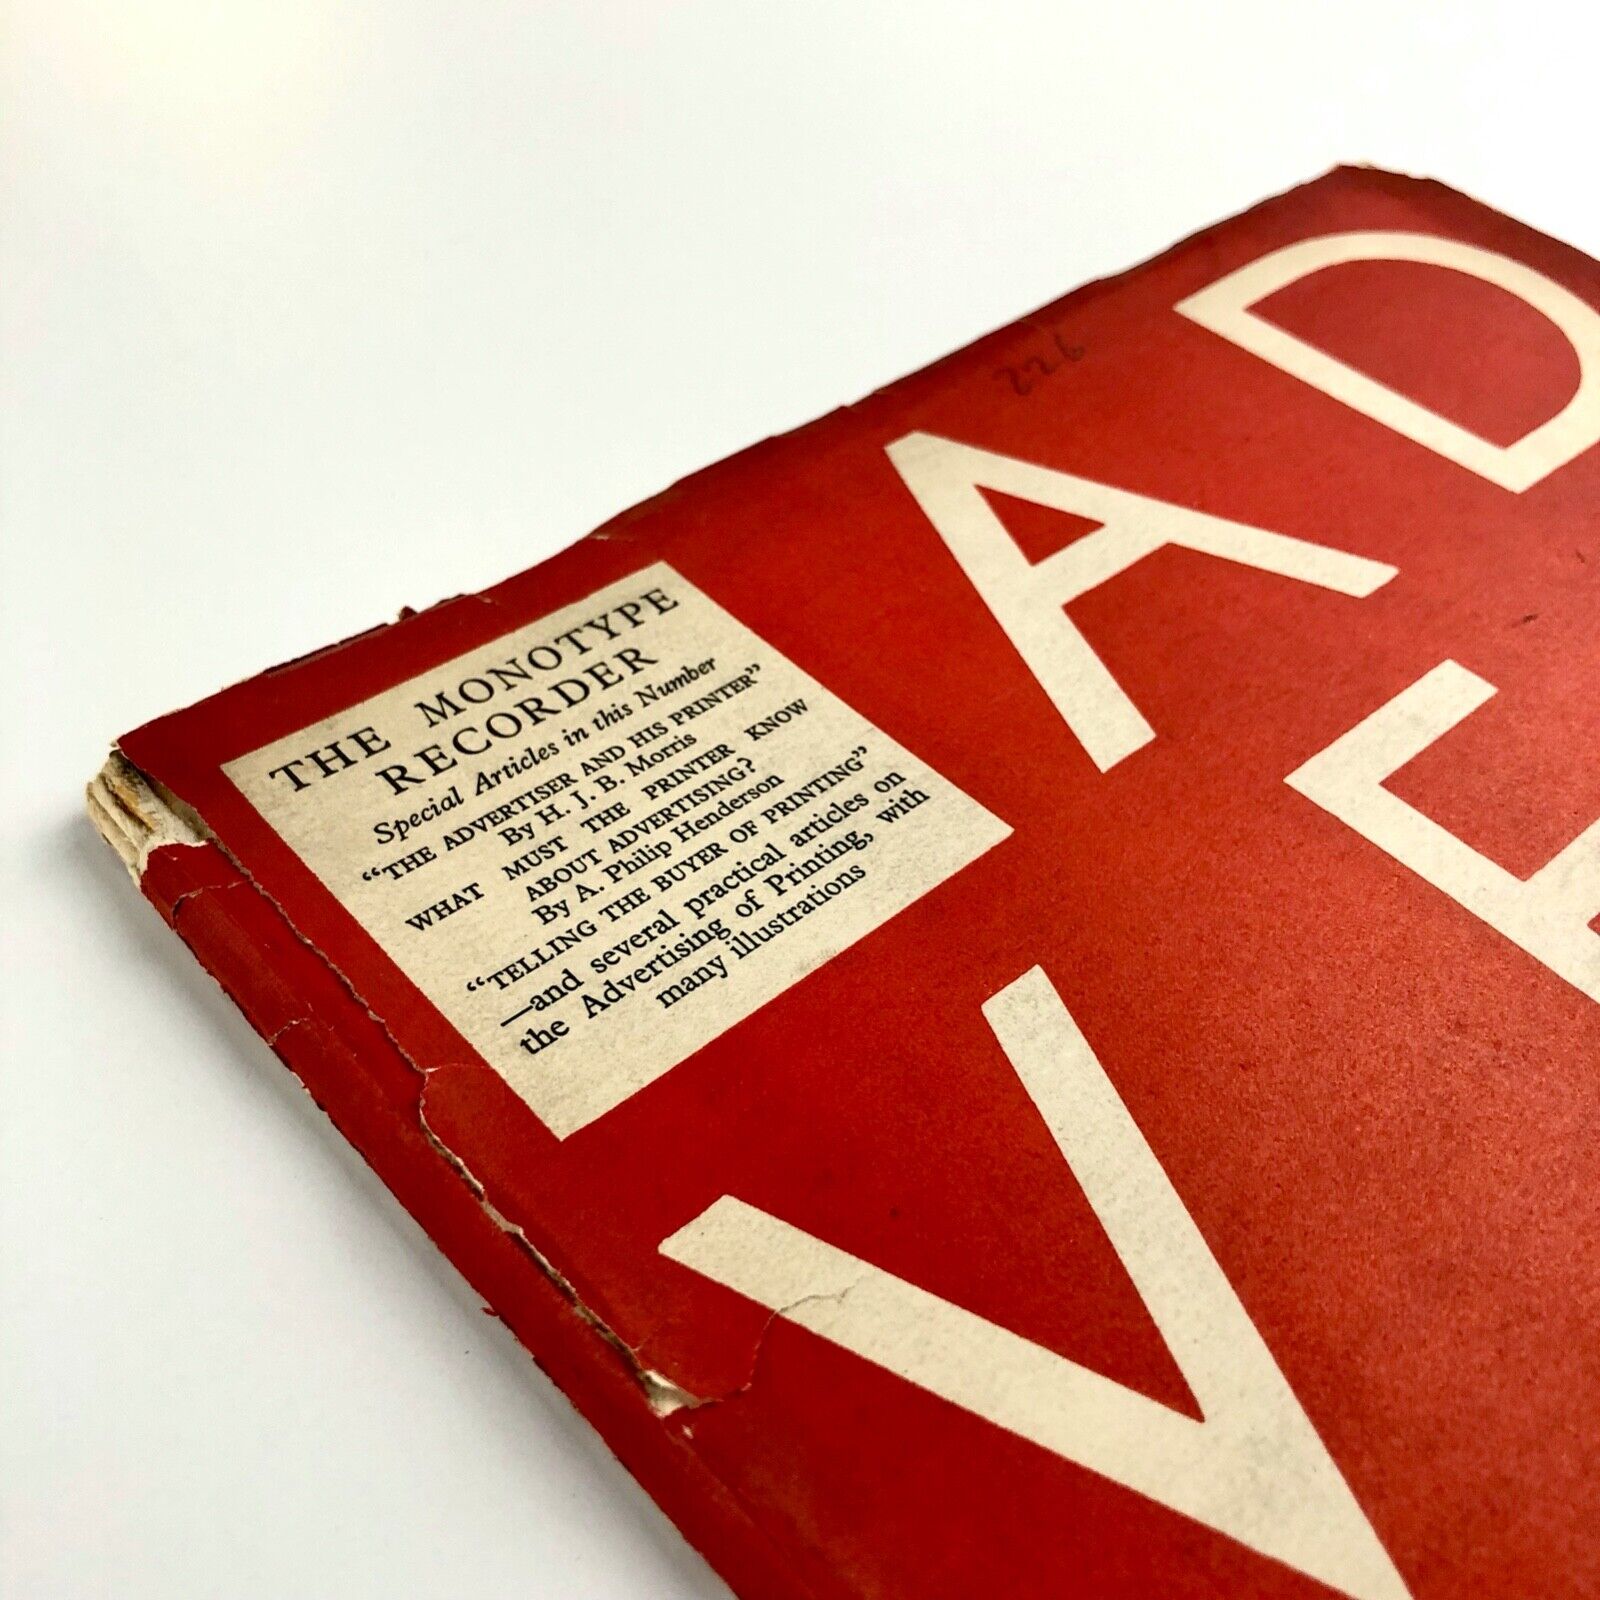 226
THE MONOTYPE
RECORDER
Special Articles in this Number
“THE ADVERTISER AND HIS PRINTER”
By H. J. B. Morris
WHAT MUST THE PRINTER KNOW
ABOUT ADVERTISING?
By A. Philip Henderson
“TELLING THE BUYER OF PRINTING”
—and several practical articles on
the Advertising of Printing, with
many illustrations
AD
VE